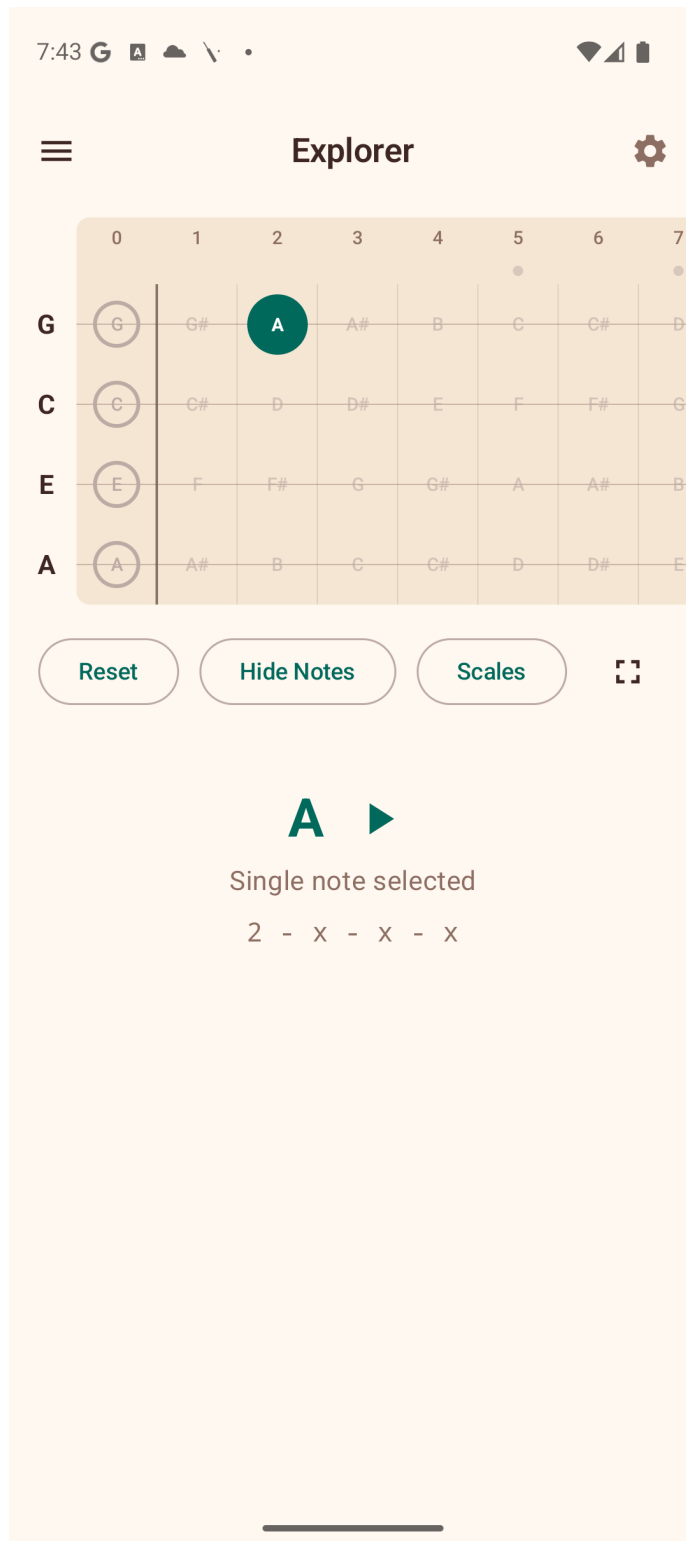 7:43
Explorer
0 1 2 3 4 5 6 7
G G G# A A# B C C# D
C C C# D D# E F F# G
E E F F# G G# A A# B
A A A# B C C# D D# E
Reset Hide Notes Scales
A
Single note selected
2 - x - x - x